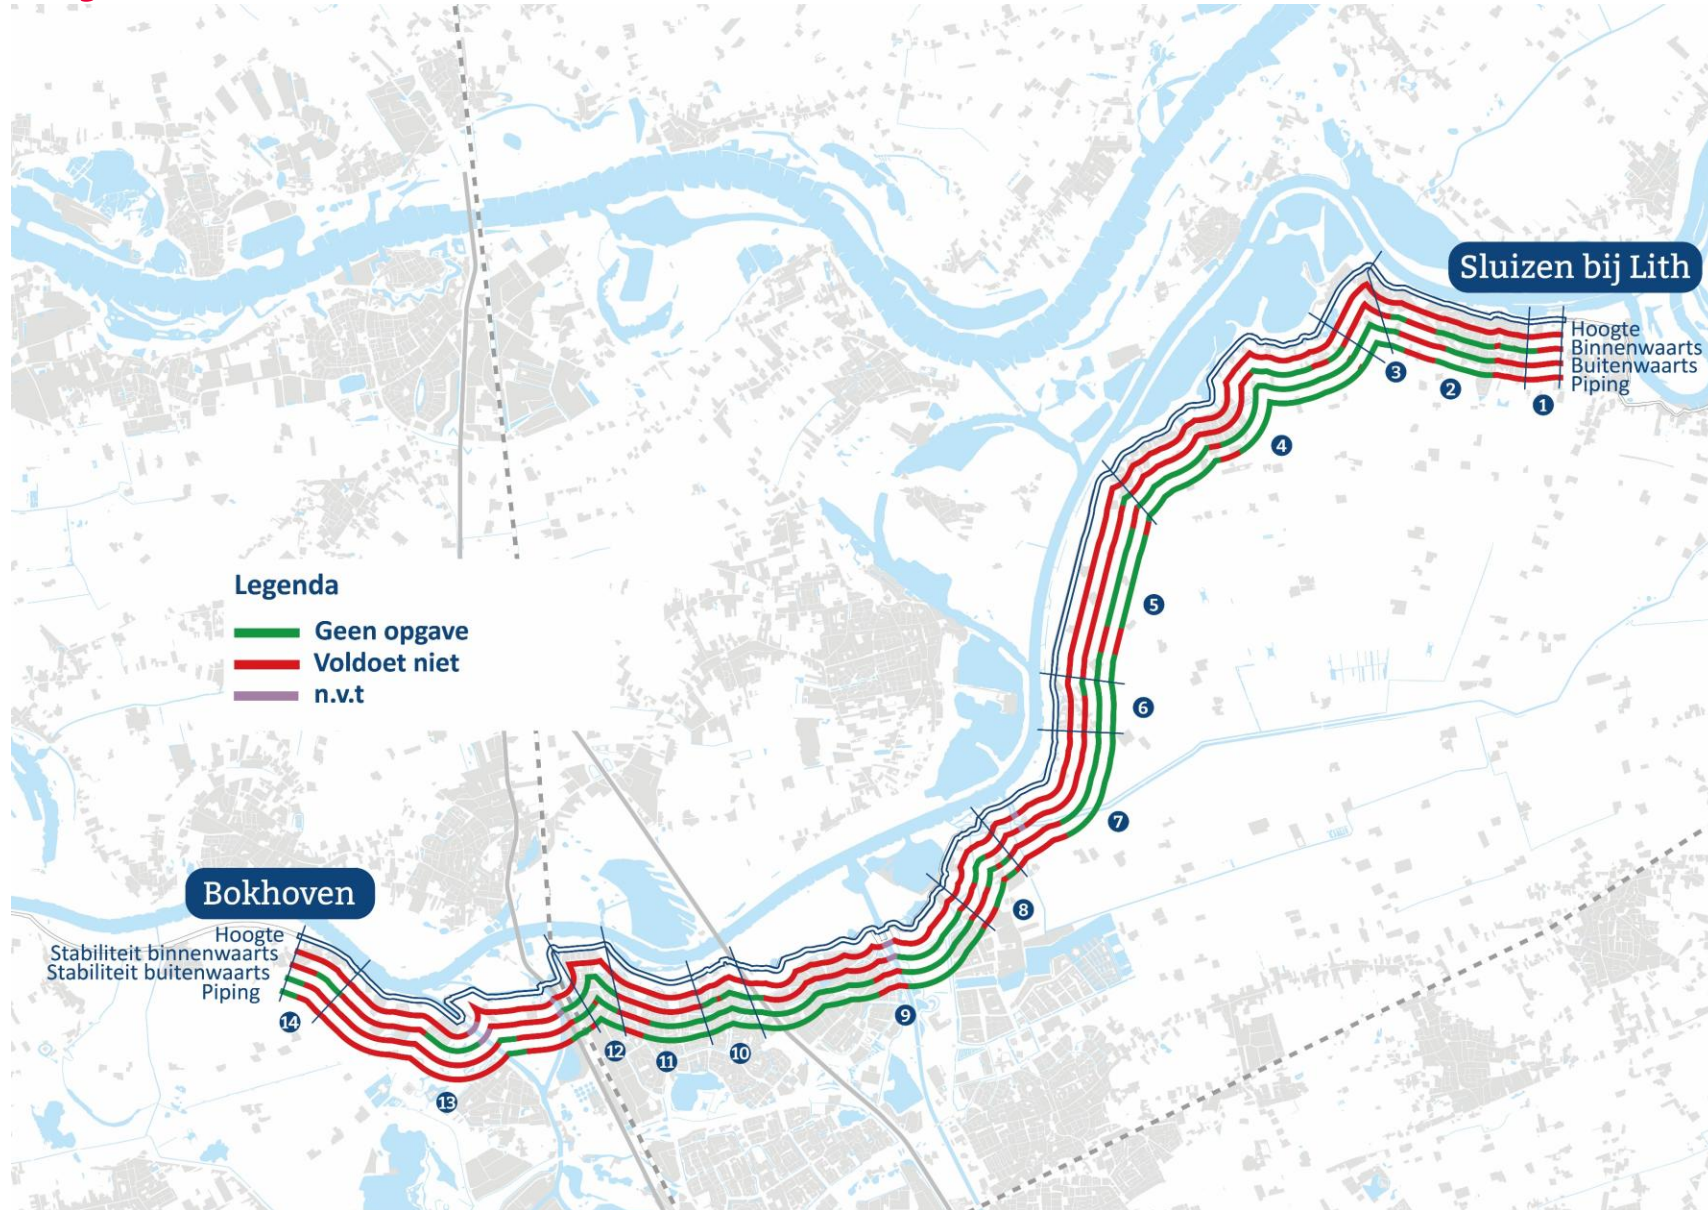 Sluizen bij Lith
Hoogte
Binnenwaarts
Buitenwaarts
Piping
3
2
1
4
Legenda
Geen opgave
Voldoet niet
n.v.t
5
6
7
Bokhoven
Hoogte
Stabiliteit binnenwaarts
Stabiliteit buitenwaarts
Piping
8
9
14
12
10
11
13